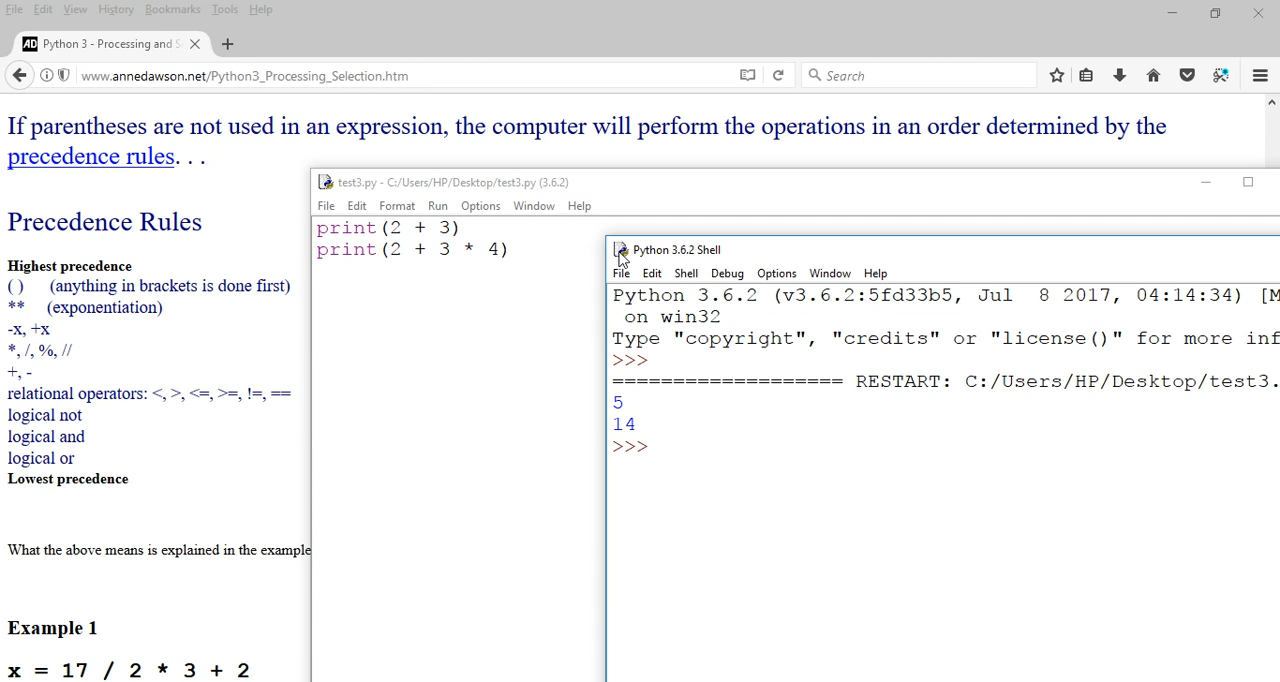 File Edit View History Bookmarks Tools Help
AD Python 3 - Processing and S
www.annedawson.net/Python3_Processing_Selection.htm
Search
If parentheses are not used in an expression, the computer will perform the operations in an order determined by the
precedence rules. . .
Precedence Rules
Highest precedence
( ) (anything in brackets is done first)
** (exponentiation)
-x, +x
*, /, %, //
+, -
relational operators: <, >, <=, >=, !=, ==
logical not
logical and
logical or
Lowest precedence
What the above means is explained in the example
Example 1
x = 17 / 2 * 3 + 2
test3.py - C:/Users/HP/Desktop/test3.py (3.6.2)
File Edit Format Run Options Window Help
print(2 + 3)
print(2 + 3 * 4)
Python 3.6.2 Shell
File Edit Shell Debug Options Window Help
Python 3.6.2 (v3.6.2:5fd33b5, Jul 8 2017, 04:14:34) [M
on win32
Type "copyright", "credits" or "license()" for more inf
>>>
=================== RESTART: C:/Users/HP/Desktop/test3.
5
14
>>>